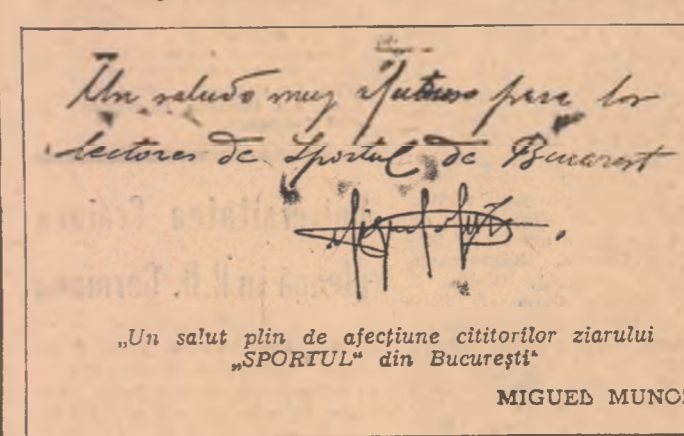 Un saludo muy afectuoso para los
lectores de Sportul de Bucarest
„Un salut plin de afecțiune cititorilor ziarului
„SPORTUL“ din București“
MIGUEL MUNOZ